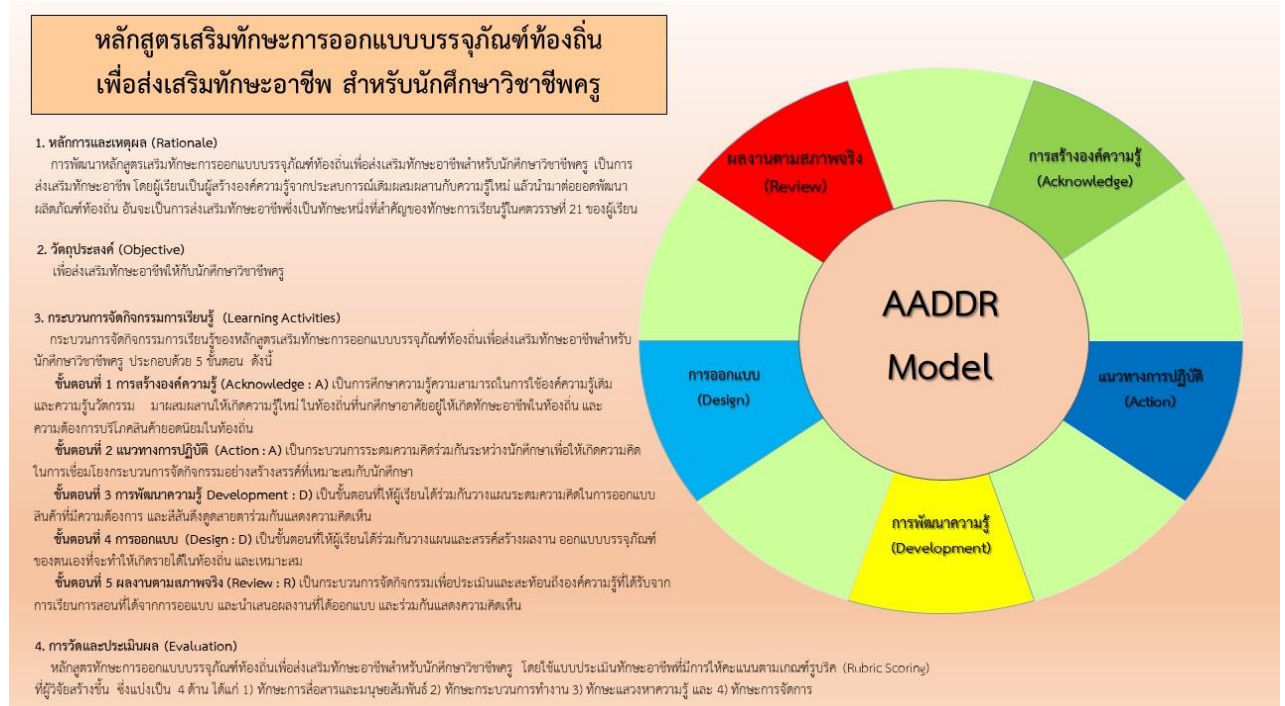 หลักสูตรเสริมทักษะการออกแบบบรรจุภัณฑ์ท้องถิ่น
เพื่อส่งเสริมทักษะอาชีพ สำหรับนักศึกษาวิชาชีพครู
1. หลักการและเหตุผล (Rationale)
การพัฒนาหลักสูตรเสริมทักษะการออกแบบบรรจุภัณฑ์ท้องถิ่นเพื่อส่งเสริมทักษะอาชีพสำหรับนักศึกษาวิชาชีพครู เป็นการ
ส่งเสริมทักษะอาชีพ โดยผู้เรียนเป็นผู้สร้างองค์ความรู้จากประสบการณ์เดิมผสมผสานกับความรู้ใหม่ แล้วนำมาต่อยอดพัฒนา
ผลิตภัณฑ์ท้องถิ่น อันจะเป็นการส่งเสริมทักษะอาชีพซึ่งเป็นทักษะหนึ่งที่สำคัญของทักษะการเรียนรู้ในศตวรรษที่ 21 ของผู้เรียน
2. วัตถุประสงค์ (Objective)
เพื่อส่งเสริมทักษะอาชีพให้กับนักศึกษาวิชาชีพครู
3. กระบวนการจัดกิจกรรมการเรียนรู้ (Learning Activities)
กระบวนการจัดกิจกรรมการเรียนรู้ของหลักสูตรเสริมทักษะการออกแบบบรรจุภัณฑ์ท้องถิ่นเพื่อส่งเสริมทักษะอาชีพสำหรับ
นักศึกษาวิชาชีพครู ประกอบด้วย 5 ขั้นตอน ดังนี้
ขั้นตอนที่ 1 การสร้างองค์ความรู้ (Acknowledge : A) เป็นการศึกษาความรู้ความสามารถในการใช้องค์ความรู้เดิม
และความรู้นวัตกรรม มาผสมผสานให้เกิดความรู้ใหม่ ในท้องถิ่นที่นกศึกษาอาศัยอยู่ให้เกิดทักษะอาชีพในท้องถิ่น และ
ความต้องการบริโภคสินค้ายอดนิยมในท้องถิ่น
ขั้นตอนที่ 2 แนวทางการปฏิบัติ (Action : A) เป็นกระบวนการระดมความคิดร่วมกันระหว่างนักศึกษาเพื่อให้เกิดความคิด
ในการเชื่อมโยงกระบวนการจัดกิจกรรมอย่างสร้างสรรค์ที่เหมาะสมกับนักศึกษา
ขั้นตอนที่ 3 การพัฒนาความรู้ Development : D) เป็นขั้นตอนที่ให้ผู้เรียนได้ร่วมกันวางแผนระดมความคิดในการออกแบบ
สินค้าที่มีความต้องการ และสีสันดึงดูดสายตาร่วมกันแสดงความคิดเห็น
ขั้นตอนที่ 4 การออกแบบ (Design : D) เป็นขั้นตอนที่ให้ผู้เรียนได้ร่วมกันวางแผนและสรรค์สร้างผลงาน ออกแบบบรรจุภัณฑ์
ของตนเองที่จะทำให้เกิดรายได้ในท้องถิ่น และเหมาะสม
ขั้นตอนที่ 5 ผลงานตามสภาพจริง (Review : R) เป็นกระบวนการจัดกิจกรรมเพื่อประเมินและสะท้อนถึงองค์ความรู้ที่ได้รับจาก
การเรียนการสอนที่ได้จากการออแบบ และนำเสนอผลงานที่ได้ออกแบบ และร่วมกันแสดงความคิดเห็น
4. การวัดและประเมินผล (Evaluation)
หลักสูตรทักษะการออกแบบบรรจุภัณฑ์ท้องถิ่นเพื่อส่งเสริมทักษะอาชีพสำหรับนักศึกษาวิชาชีพครู โดยใช้แบบประเมินทักษะอาชีพที่มีการให้คะแนนตามเกณฑ์รูบริค (Rubric Scoring)
ที่ผู้วิจัยสร้างขึ้น ซึ่งแบ่งเป็น 4 ด้าน ได้แก่ 1) ทักษะการสื่อสารและมนุษยสัมพันธ์ 2) ทักษะกระบวนการทำงาน 3) ทักษะแสวงหาความรู้ และ 4) ทักษะการจัดการ
ผลงานตามสภาพจริง
(Review)
การสร้างองค์ความรู้
(Acknowledge)
AADDR
Model
การออกแบบ
(Design)
แนวทางการปฏิบัติ
(Action)
การพัฒนาความรู้
(Development)